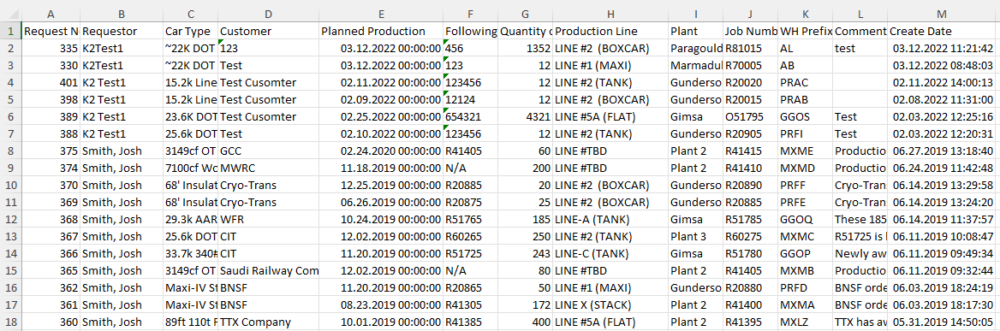 A B C D E F G H I J K L M
1 Request N Requestor Car Type Customer Planned Production Following Quantity Production Line Plant Job Numb WH Prefix Comment Create Date
2 335 K2Test1 ~22K DOT 123 03.12.2022 00:00:00 456 1352 LINE #2 (BOXCAR) Paragould R81015 AL test 03.12.2022 11:21:42
3 330 K2Test1 ~22K DOT Test 03.12.2022 00:00:00 123 12 LINE #1 (MAXI) Marmadul R70005 AB 03.12.2022 08:48:03
4 401 K2 Test1 15.2k Line Test Cusomter 02.11.2022 00:00:00 123456 12 LINE #2 (TANK) Gunderso R20020 PRAC 02.11.2022 14:00:13
5 398 K2 Test1 15.2k Line Test Cusomter 02.09.2022 00:00:00 12124 12 LINE #2 (BOXCAR) Gunderso R20015 PRAB 02.08.2022 11:31:00
6 389 K2 Test1 23.6K DOT Test Cusomter 02.25.2022 00:00:00 654321 4321 LINE #5A (FLAT) Gimsa O51795 GGOS Test 02.03.2022 12:25:16
7 388 K2 Test1 25.6k DOT Test 02.10.2022 00:00:00 123456 12 LINE #2 (TANK) Gunderso R20905 PRFI Test 02.03.2022 12:20:31
8 375 Smith, Josh 3149cf OT GCC 02.24.2020 00:00:00 R41405 60 LINE #TBD Plant 2 R41415 MXME Productio 06.27.2019 13:18:40
9 374 Smith, Josh 7100cf Wc MWRC 11.18.2019 00:00:00 N/A 200 LINE #TBD Plant 2 R41410 MXMD Productio 06.24.2019 11:42:48
10 370 Smith, Josh 68' Insulat Cryo-Trans 12.25.2019 00:00:00 R20885 20 LINE #2 (BOXCAR) Gunderso R20890 PRFF Cryo-Tran 06.14.2019 13:29:58
11 369 Smith, Josh 68' Insulat Cryo-Trans 06.26.2019 00:00:00 R20875 25 LINE #2 (BOXCAR) Gunderso R20885 PRFE Cryo-Tran 06.14.2019 13:24:20
12 368 Smith, Josh 29.3k AAR WFR 10.24.2019 00:00:00 R51765 185 LINE-A (TANK) Gimsa R51785 GGOQ These 185 06.14.2019 11:37:57
13 367 Smith, Josh 25.6k DOT CIT 12.02.2019 00:00:00 R60265 250 LINE #2 (TANK) Plant 3 R60275 MXMC R51725 is 06.11.2019 10:08:47
14 366 Smith, Josh 33.7k 340# CIT 11.20.2019 00:00:00 R51725 243 LINE-C (TANK) Gimsa R51780 GGOP Newly aw 06.11.2019 09:49:34
15 365 Smith, Josh 3149cf OT Saudi Railway Com 12.02.2019 00:00:00 N/A 80 LINE #TBD Plant 2 R41405 MXMB Productio 06.11.2019 09:32:44
16 362 Smith, Josh Maxi-IV St BNSF 11.20.2019 00:00:00 R20865 50 LINE #1 (MAXI) Gunderso R20880 PRFD BNSF orde 06.03.2019 18:24:19
17 361 Smith, Josh Maxi-IV St BNSF 08.23.2019 00:00:00 R41305 172 LINE X (STACK) Plant 2 R41400 MXMA BNSF orde 06.03.2019 18:17:30
18 360 Smith, Josh 89ft 110t F TTX Company 10.01.2019 00:00:00 R41385 400 LINE #5A (FLAT) Plant 2 R41395 MXLZ TTX has aw 05.31.2019 14:50:05